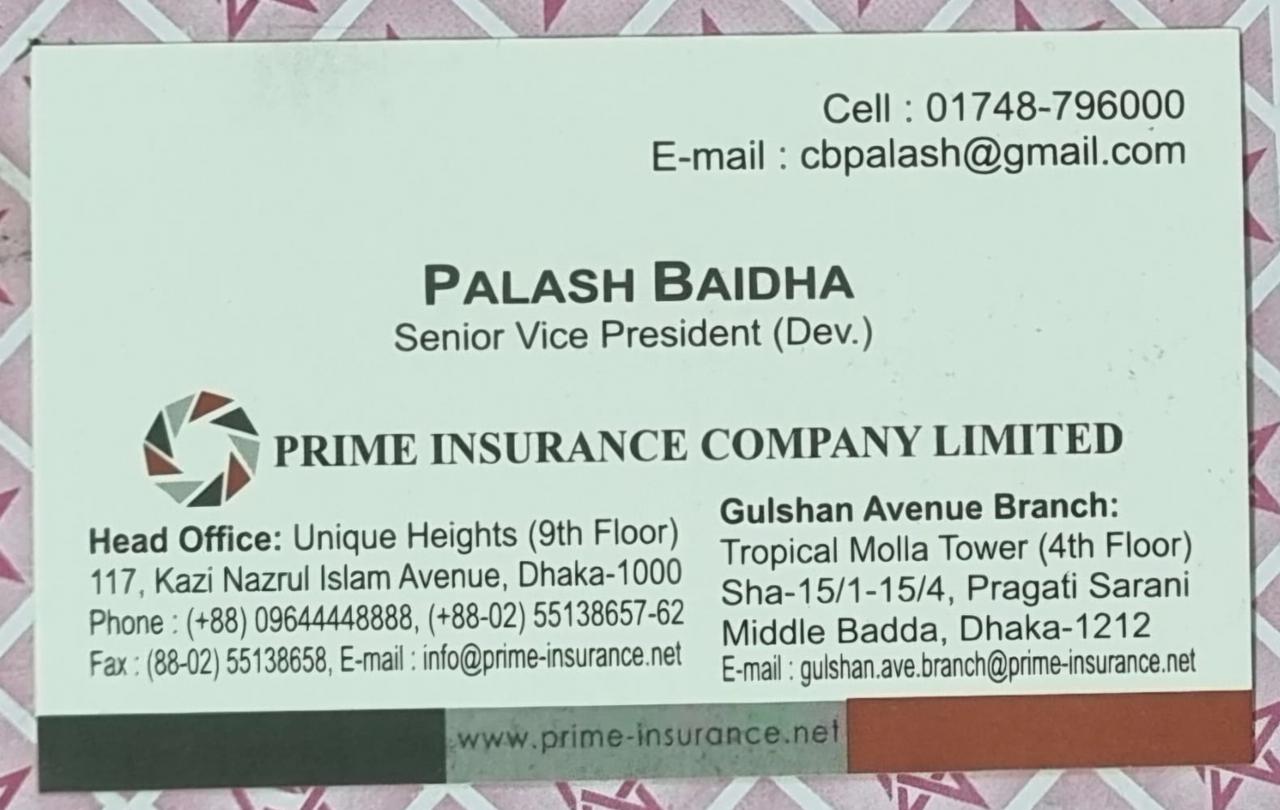 Cell : 01748-796000
E-mail : cbpalash@gmail.com
PALASH BAIDHA
Senior Vice President (Dev.)
PRIME INSURANCE COMPANY LIMITED
Head Office: Unique Heights (9th Floor)
117, Kazi Nazrul Islam Avenue, Dhaka-1000
Phone : (+88) 09644448888, (+88-02) 55138657-62
Fax : (88-02) 55138658, E-mail : info@prime-insurance.net
Gulshan Avenue Branch:
Tropical Molla Tower (4th Floor)
Sha-15/1-15/4, Pragati Sarani
Middle Badda, Dhaka-1212
E-mail : gulshan.ave.branch@prime-insurance.net
www.prime-insurance.net